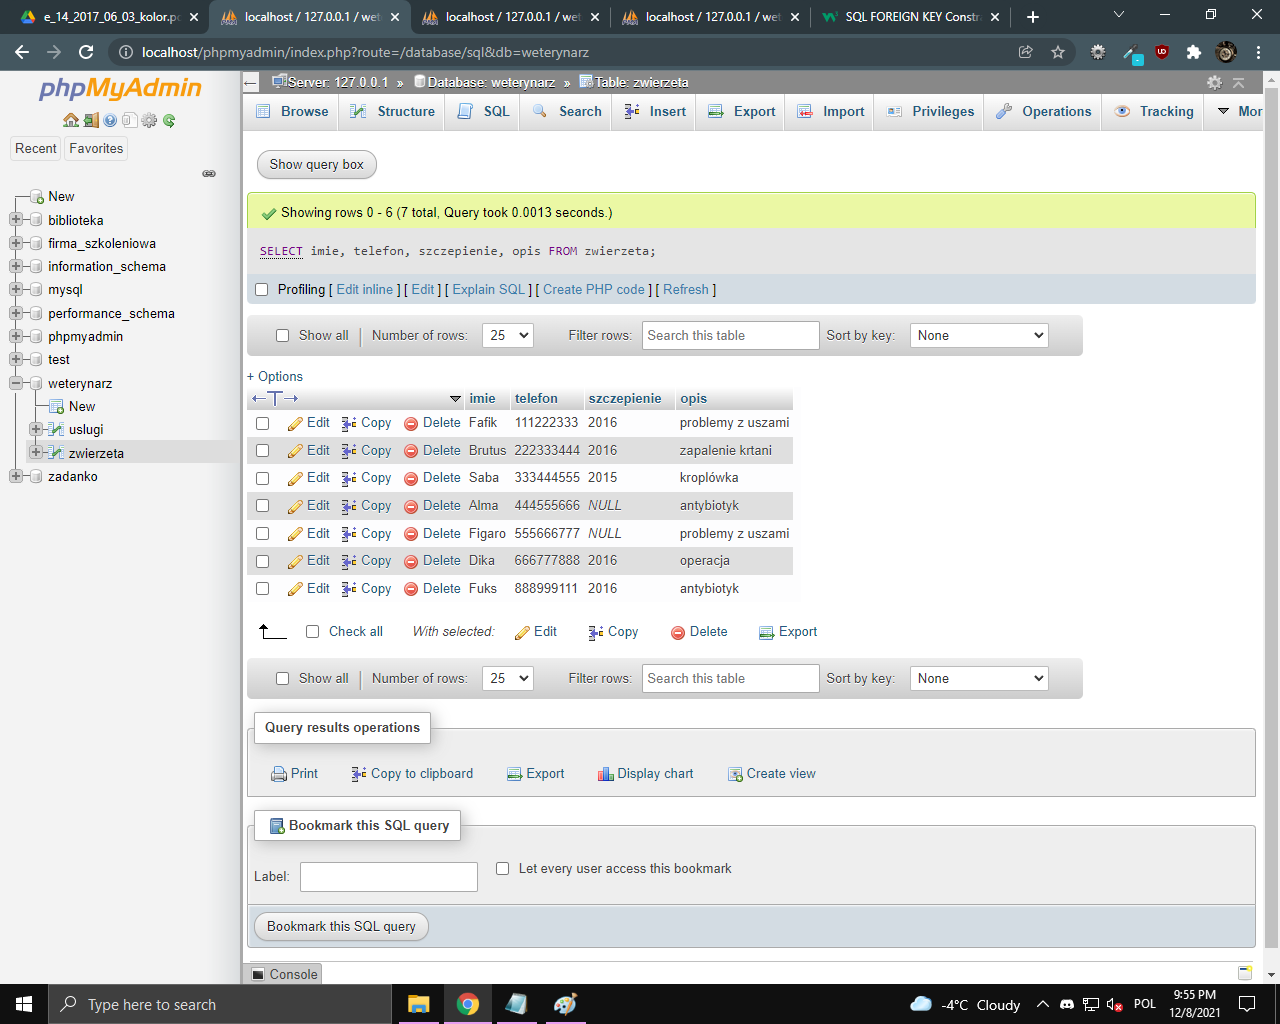 e_14_2017_06_03_kolor.p
localhost / 127.0.0.1 / wet
localhost / 127.0.0.1 / wet
localhost / 127.0.0.1 / wet
SQL FOREIGN KEY Constr
localhost/phpmyadmin/index.php?route=/database/sql&db=weterynarz
phpMyAdmin
Recent Favorites
New
biblioteka
firma_szkoleniowa
information_schema
mysql
performance_schema
phpmyadmin
test
weterynarz
New
uslugi
zwierzeta
zadanko
Server: 127.0.0.1 » Database: weterynarz » Table: zwierzeta
Browse Structure SQL Search Insert Export Import Privileges Operations Tracking Mor
Show query box
Showing rows 0 - 6 (7 total, Query took 0.0013 seconds.)
SELECT imie, telefon, szczepienie, opis FROM zwierzeta;
Profiling [ Edit inline ] [ Edit ] [ Explain SQL ] [ Create PHP code ] [ Refresh ]
Show all Number of rows: 25 Filter rows: Search this table Sort by key: None
+ Options
imie telefon szczepienie opis
Edit Copy Delete Fafik 111222333 2016 problemy z uszami
Edit Copy Delete Brutus 222333444 2016 zapalenie krtani
Edit Copy Delete Saba 333444555 2015 kroplówka
Edit Copy Delete Alma 444555666 NULL antybiotyk
Edit Copy Delete Figaro 555666777 NULL problemy z uszami
Edit Copy Delete Dika 666777888 2016 operacja
Edit Copy Delete Fuks 888999111 2016 antybiotyk
Check all With selected: Edit Copy Delete Export
Show all Number of rows: 25 Filter rows: Search this table Sort by key: None
Query results operations
Print Copy to clipboard Export Display chart Create view
Bookmark this SQL query
Label: Let every user access this bookmark
Bookmark this SQL query
Console
Type here to search
-4°C Cloudy
POL
9:55 PM
12/8/2021